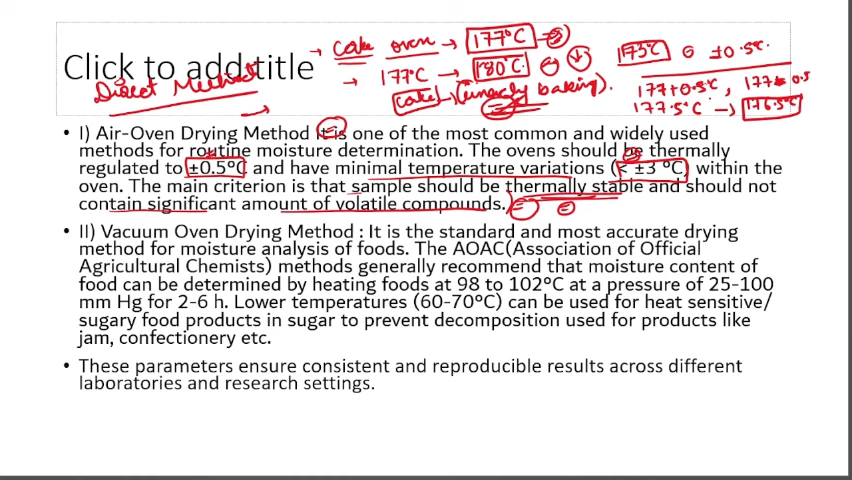 → cake oven → 177°C →
→ 177°C → 180°C
cake → (unevenly baking).
173°C ± 0.5°C
177+0.5°C, 177-0.5
177.5°C → 176.5°C
Click to add title
Direct Method
• I) Air-Oven Drying Method It is one of the most common and widely used
methods for routine moisture determination. The ovens should be thermally
regulated to ±0.5°C and have minimal temperature variations (< ±3 °C) within the
oven. The main criterion is that sample should be thermally stable and should not
contain significant amount of volatile compounds.
• II) Vacuum Oven Drying Method : It is the standard and most accurate drying
method for moisture analysis of foods. The AOAC(Association of Official
Agricultural Chemists) methods generally recommend that moisture content of
food can be determined by heating foods at 98 to 102°C at a pressure of 25-100
mm Hg for 2-6 h. Lower temperatures (60-70°C) can be used for heat sensitive/
sugary food products in sugar to prevent decomposition used for products like
jam, confectionery etc.
• These parameters ensure consistent and reproducible results across different
laboratories and research settings.